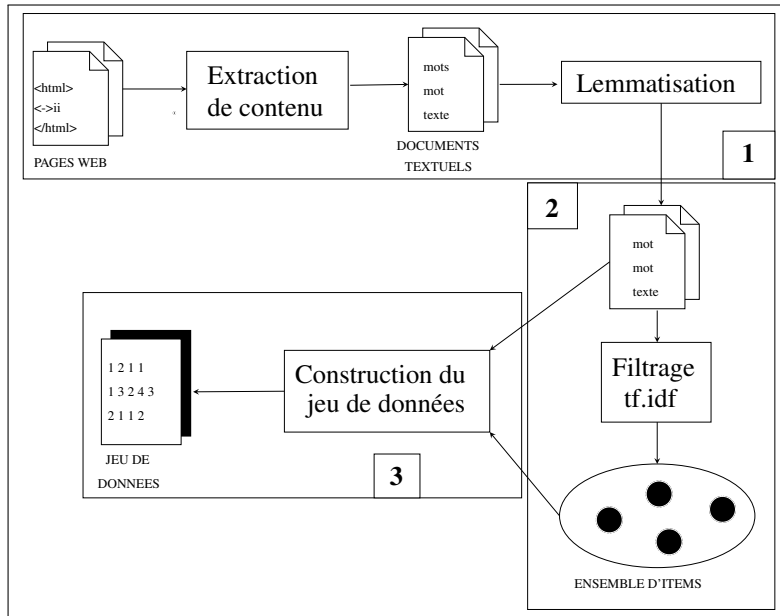 <html>
<->ii
</html>
PAGES WEB
Extraction
de contenu
mots
mot
texte
DOCUMENTS
TEXTUELS
Lemmatisation
1
2
mot
mot
texte
Filtrage
tf.idf
ENSEMBLE D'ITEMS
Construction du
jeu de données
3
1 2 1 1
1 3 2 4 3
2 1 1 2
JEU DE
DONNEES